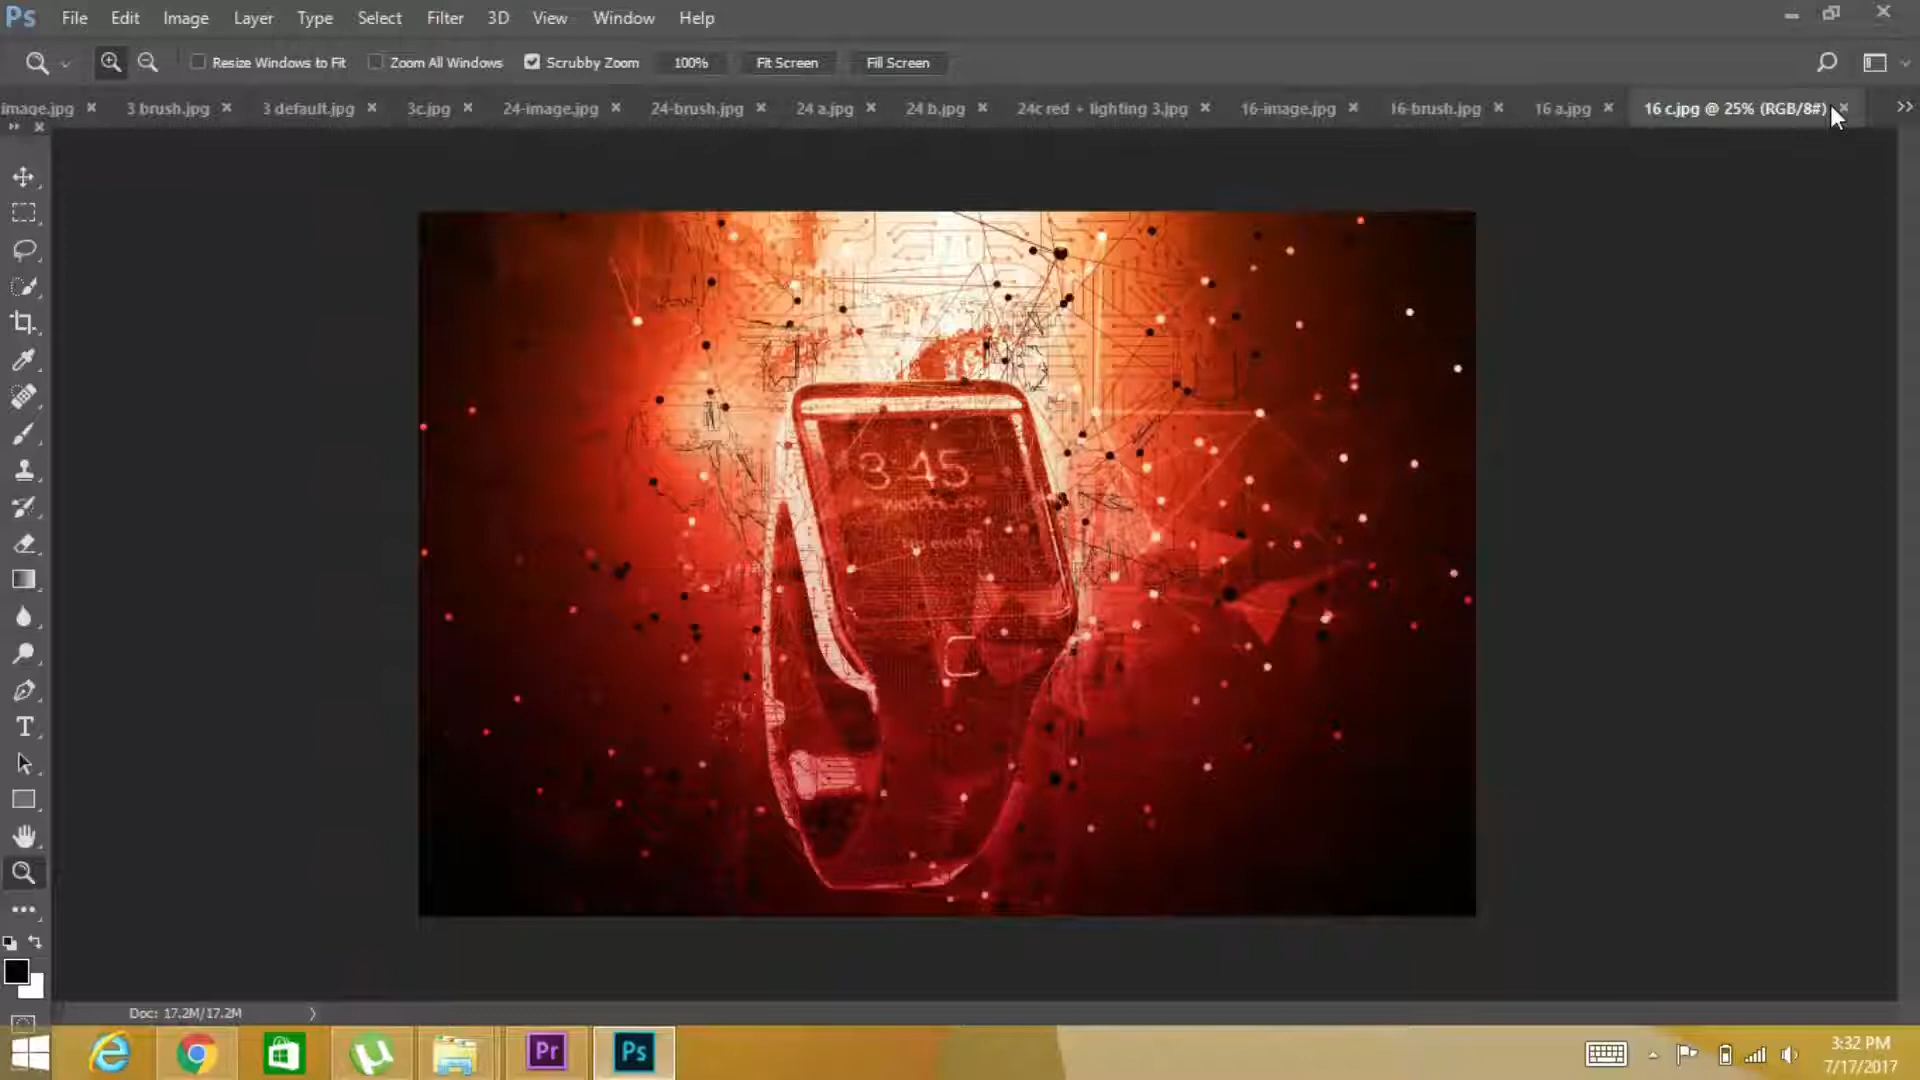 Ps File Edit Image Layer Type Select Filter 3D View Window Help
Resize Windows to Fit Zoom All Windows Scrubby Zoom 100% Fit Screen Fill Screen
image.jpg 3 brush.jpg 3 default.jpg 3c.jpg 24-image.jpg 24-brush.jpg 24 a.jpg 24 b.jpg 24c red + lighting 3.jpg 16-image.jpg 16-brush.jpg 16 a.jpg 16 c.jpg @ 25% (RGB/8#)
3:45
No events
Doc: 17.2M/17.2M
Pr Ps
3:32 PM
7/17/2017